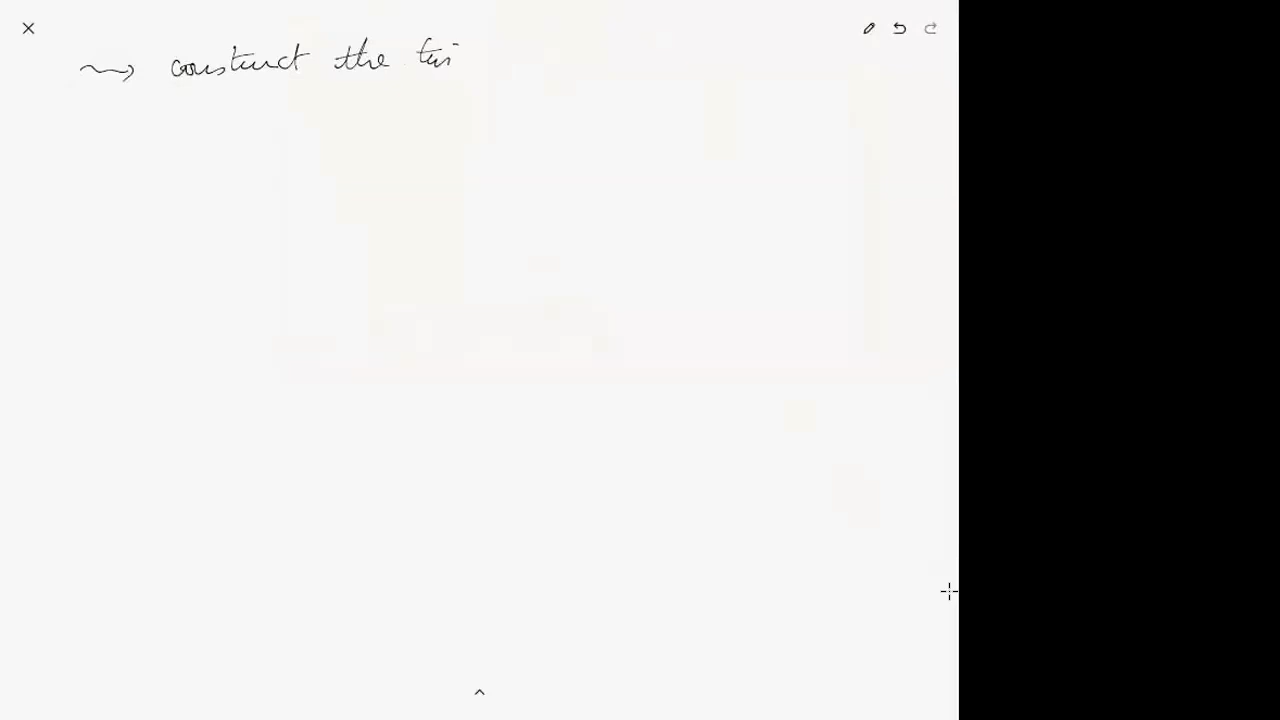 ⇝ construct the